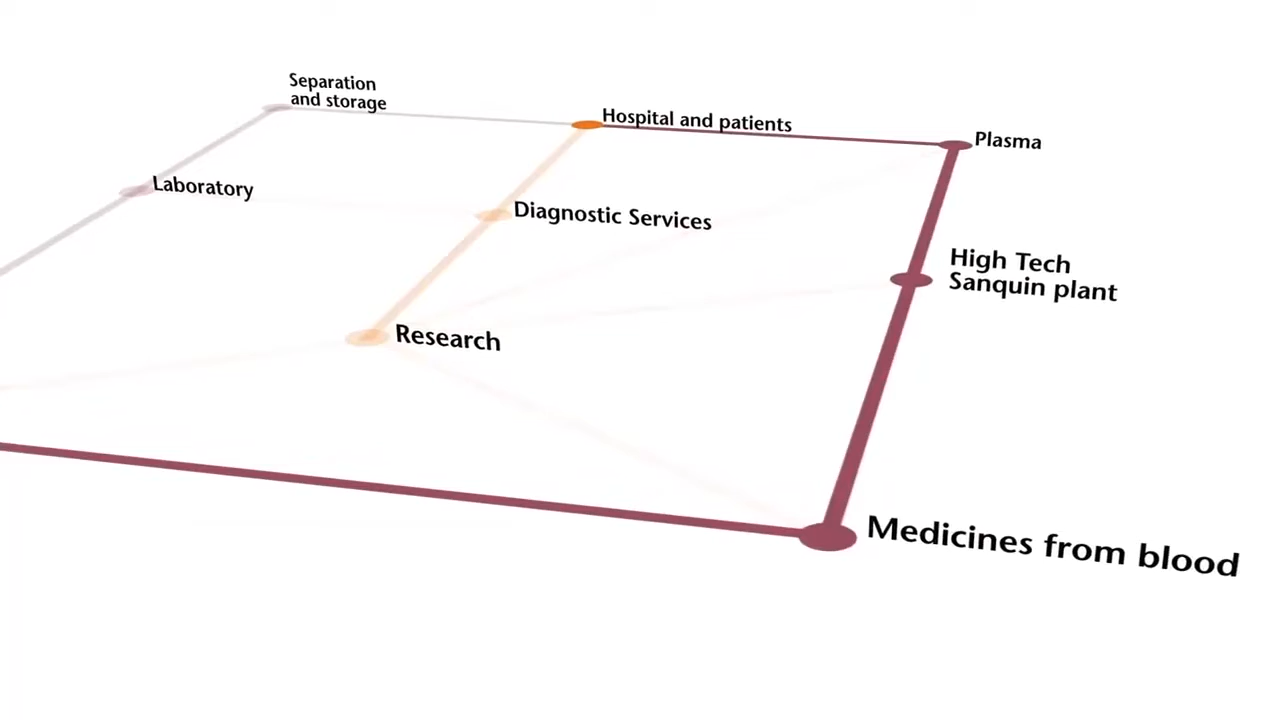 Separation
and storage
Hospital and patients
Plasma
Laboratory
Diagnostic Services
High Tech
Sanquin plant
Research
Medicines from blood